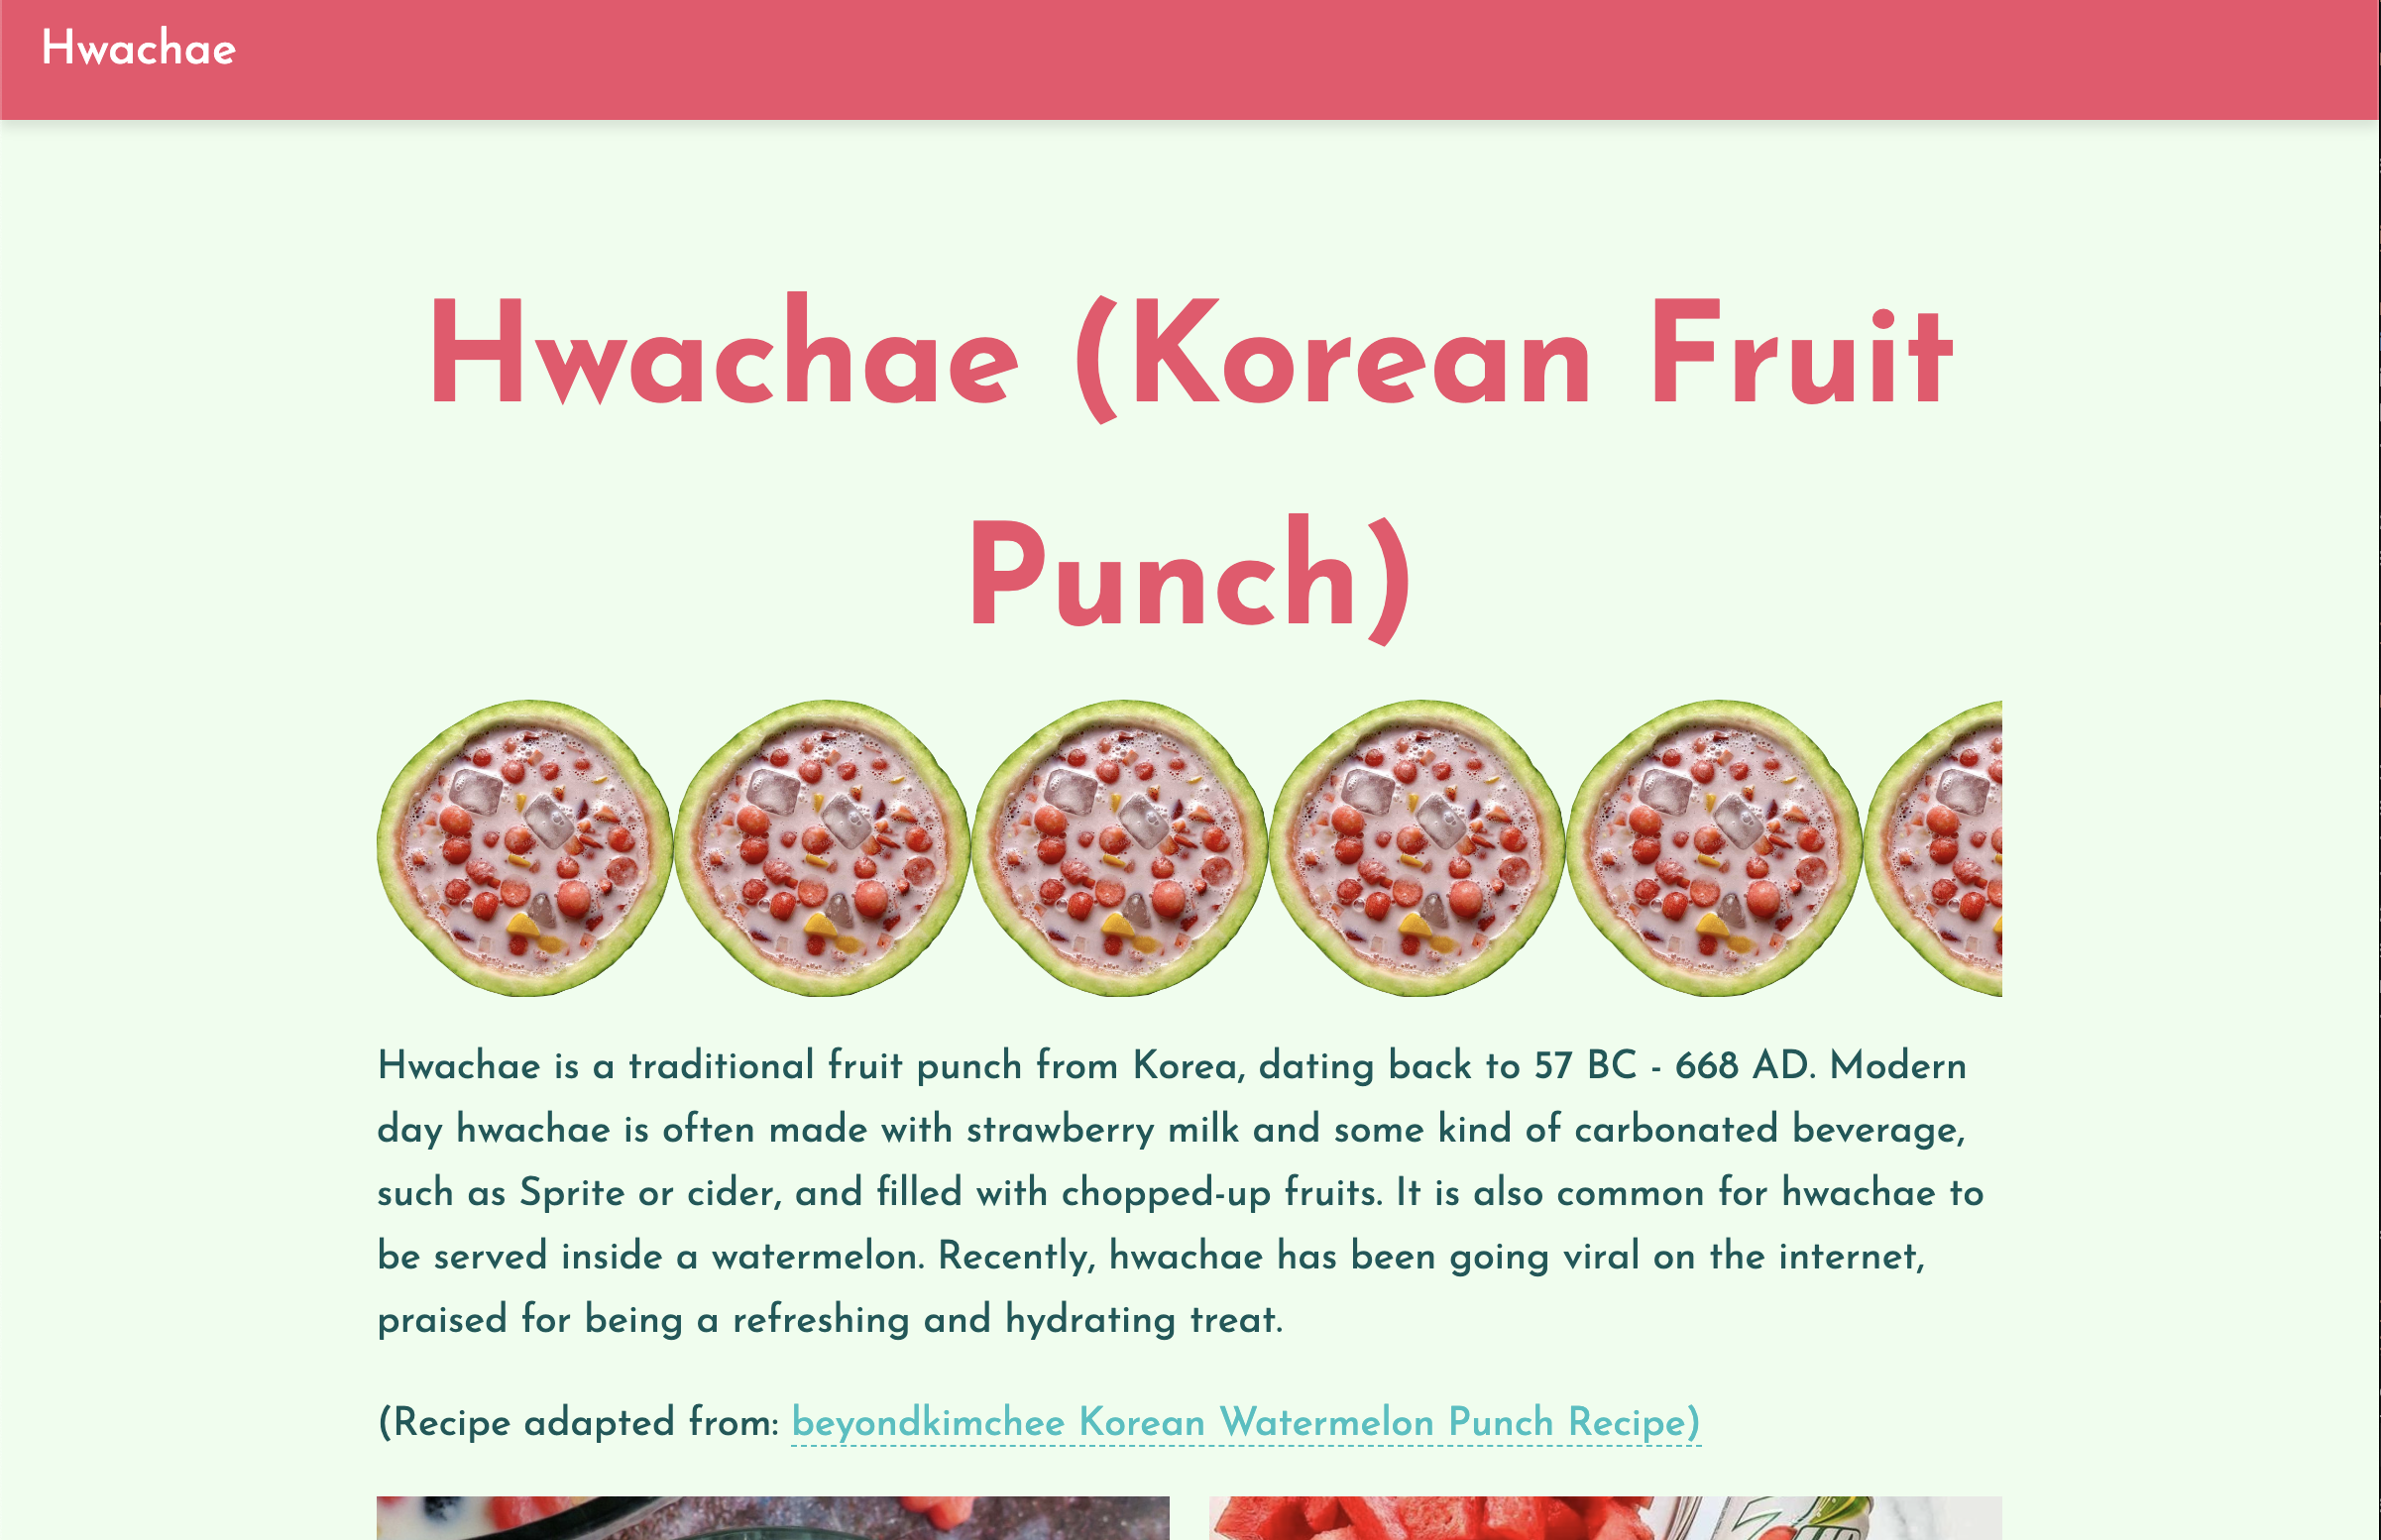 Hwachae
Hwachae (Korean Fruit
Punch)
Hwachae is a traditional fruit punch from Korea, dating back to 57 BC - 668 AD. Modern
day hwachae is often made with strawberry milk and some kind of carbonated beverage,
such as Sprite or cider, and filled with chopped-up fruits. It is also common for hwachae to
be served inside a watermelon. Recently, hwachae has been going viral on the internet,
praised for being a refreshing and hydrating treat.
(Recipe adapted from: beyondkimchee Korean Watermelon Punch Recipe)